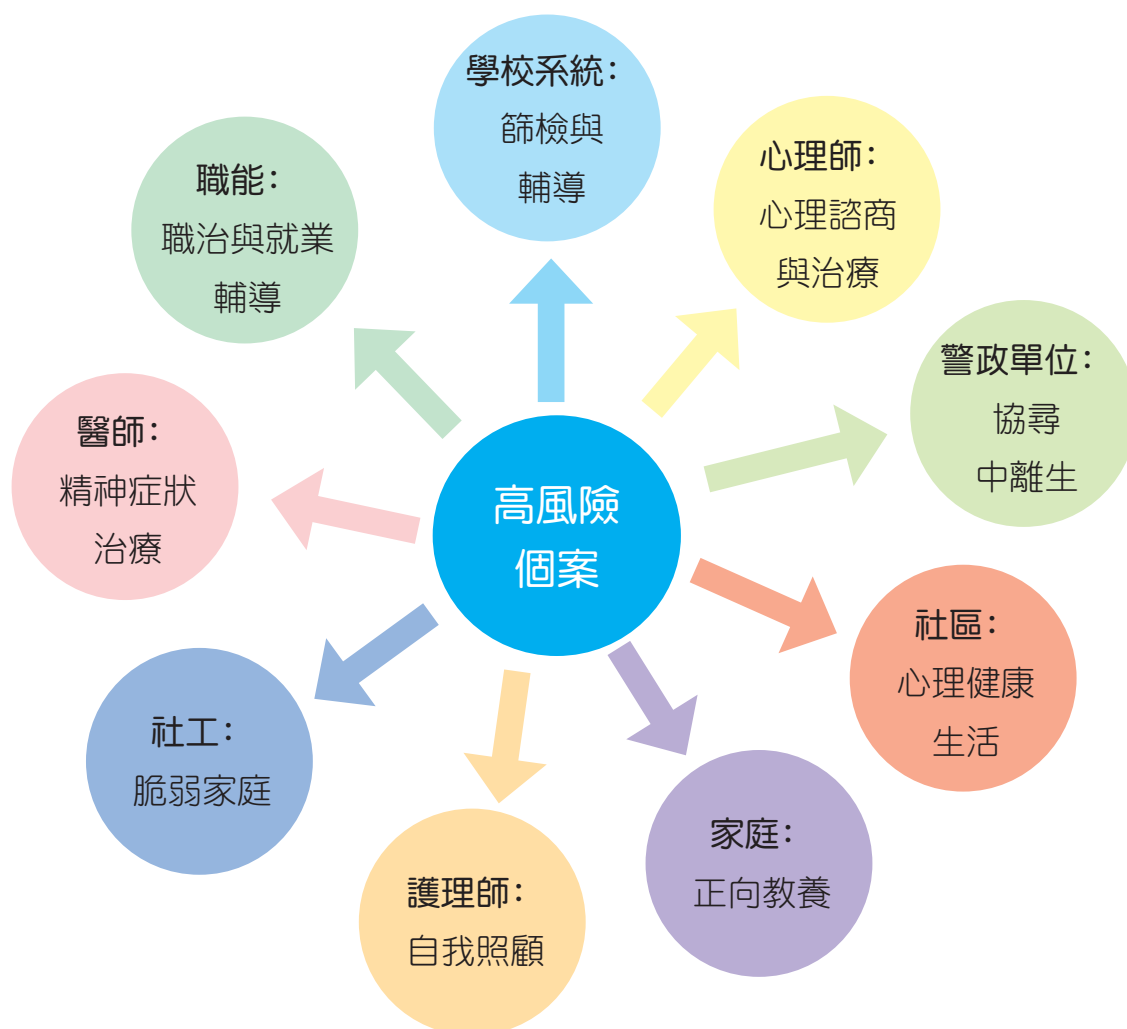 學校系統：
篩檢與
輔導
心理師：
心理諮商
與治療
警政單位：
協尋
中離生
社區：
心理健康
生活
家庭：
正向教養
護理師：
自我照顧
社工：
脆弱家庭
醫師：
精神症狀
治療
職能：
職治與就業
輔導
高風險
個案